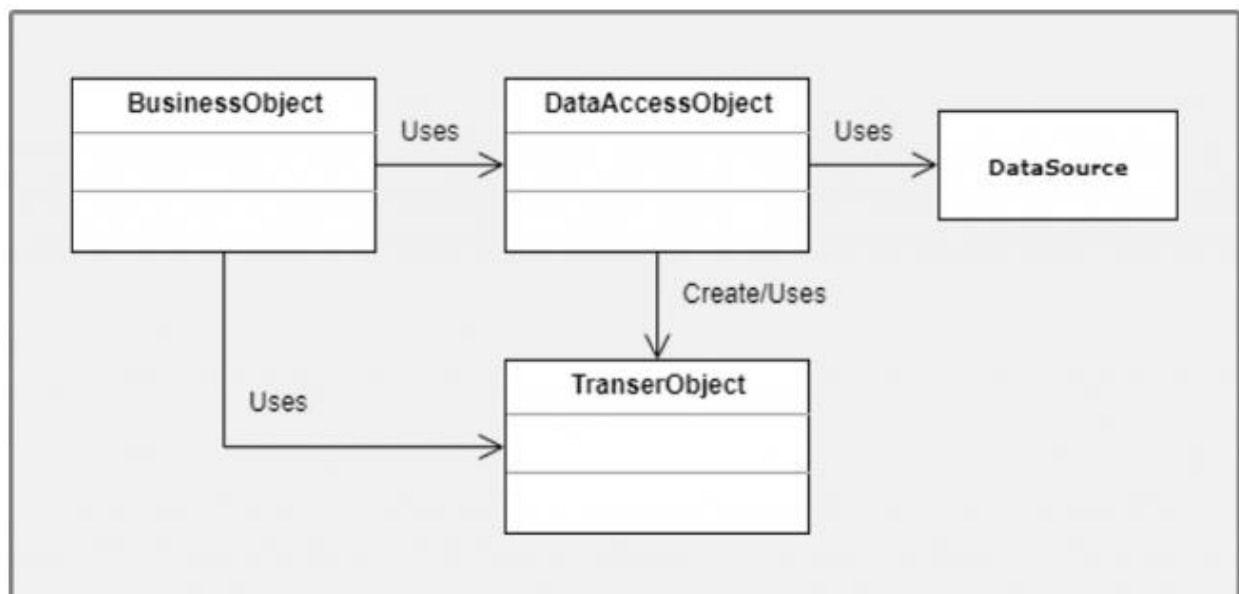 BusinessObject
DataAccessObject
Uses
Uses
DataSource
Create/Uses
TranserObject
Uses